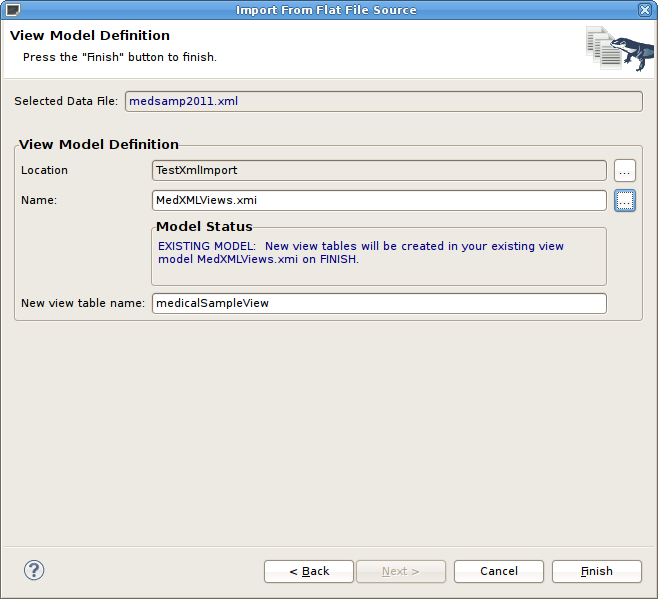 Import From Flat File Source
View Model Definition
Press the "Finish" button to finish.
Selected Data File: medsamp2011.xml
View Model Definition
Location TestXmlImport ...
Name: MedXMLViews.xmi ...
Model Status
EXISTING MODEL:  New view tables will be created in your existing view
model MedXMLViews.xmi on FINISH.
New view table name: medicalSampleView
? < Back Next > Cancel Finish